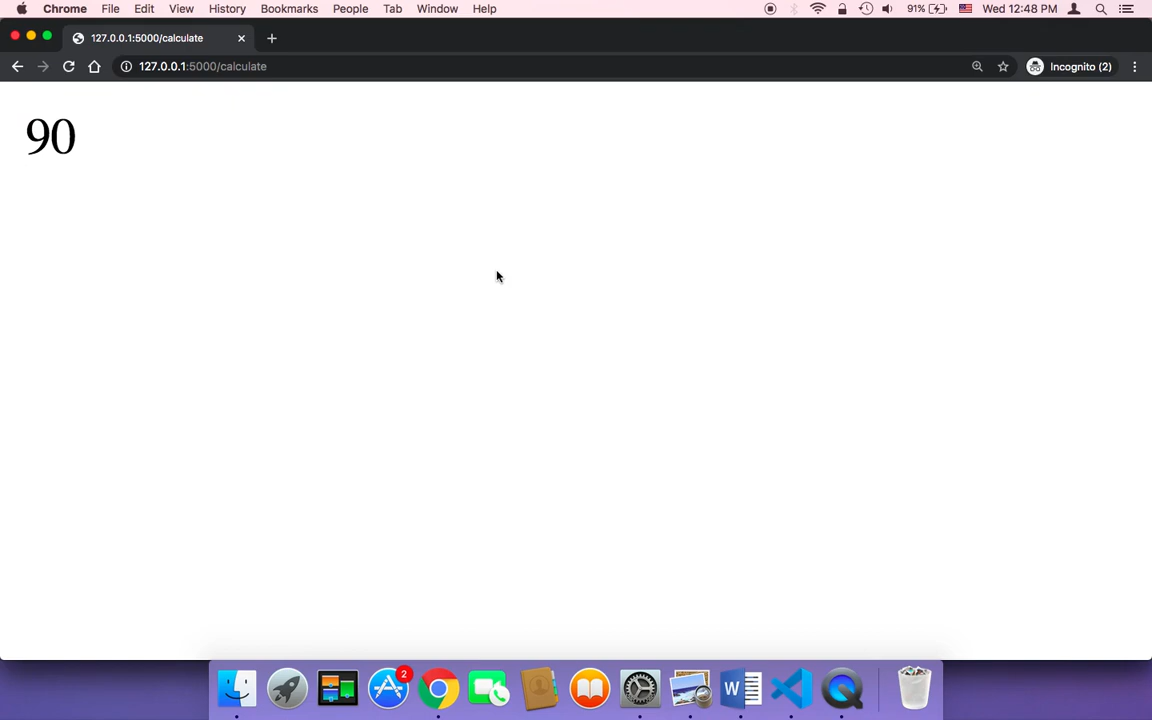 Chrome File Edit View History Bookmarks People Tab Window Help 91% Wed 12:48 PM
127.0.0.1:5000/calculate
127.0.0.1:5000/calculate Incognito (2)
90
2
W